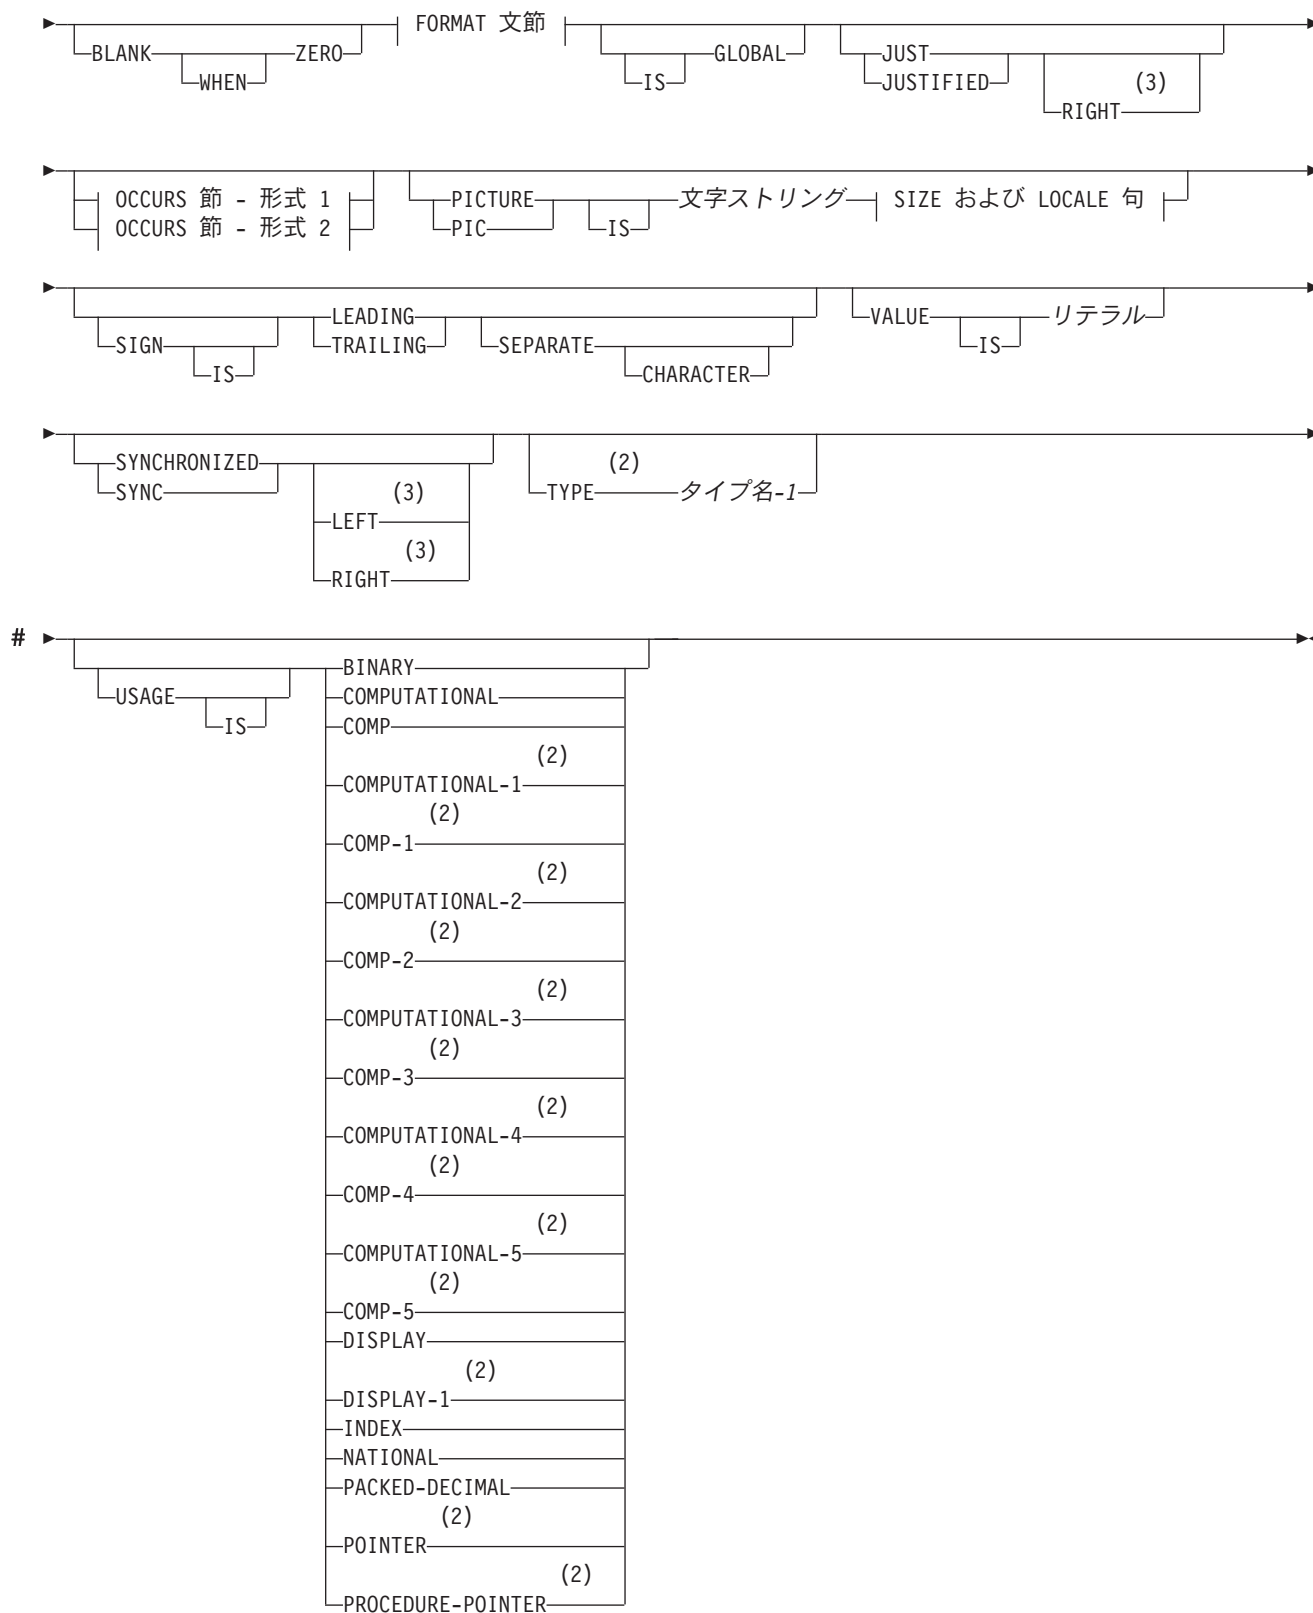 BLANK WHEN ZERO FORMAT 文節 IS GLOBAL JUST JUSTIFIED (3) RIGHT
OCCURS 節 - 形式 1
OCCURS 節 - 形式 2
PICTURE PIC IS 文字ストリング SIZE および LOCALE 句
SIGN IS LEADING TRAILING SEPARATE CHARACTER VALUE IS リテラル
SYNCHRONIZED SYNC (3) LEFT (3) RIGHT (2) TYPE タイプ名-1
#
USAGE IS
BINARY
COMPUTATIONAL
COMP
(2)
COMPUTATIONAL-1
(2)
COMP-1
(2)
COMPUTATIONAL-2
(2)
COMP-2
(2)
COMPUTATIONAL-3
(2)
COMP-3
(2)
COMPUTATIONAL-4
(2)
COMP-4
(2)
COMPUTATIONAL-5
(2)
COMP-5
DISPLAY
(2)
DISPLAY-1
INDEX
NATIONAL
PACKED-DECIMAL
(2)
POINTER
(2)
PROCEDURE-POINTER